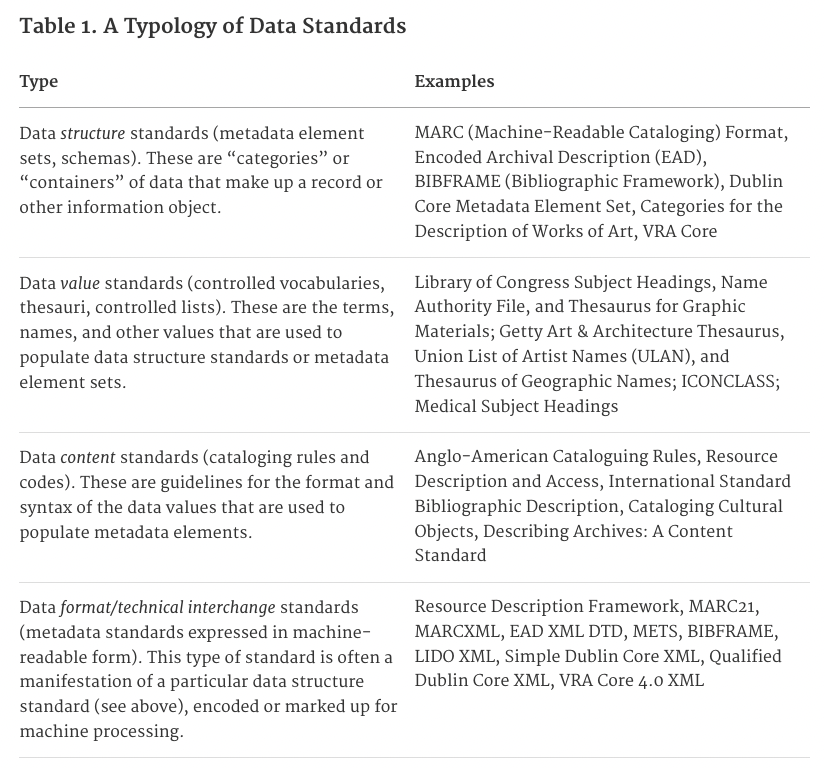 Table 1. A Typology of Data Standards
Type
Examples
Data structure standards (metadata element
sets, schemas). These are “categories” or
“containers” of data that make up a record or
other information object.
MARC (Machine-Readable Cataloging) Format,
Encoded Archival Description (EAD),
BIBFRAME (Bibliographic Framework), Dublin
Core Metadata Element Set, Categories for the
Description of Works of Art, VRA Core
Data value standards (controlled vocabularies,
thesauri, controlled lists). These are the terms,
names, and other values that are used to
populate data structure standards or metadata
element sets.
Library of Congress Subject Headings, Name
Authority File, and Thesaurus for Graphic
Materials; Getty Art & Architecture Thesaurus,
Union List of Artist Names (ULAN), and
Thesaurus of Geographic Names; ICONCLASS;
Medical Subject Headings
Data content standards (cataloging rules and
codes). These are guidelines for the format and
syntax of the data values that are used to
populate metadata elements.
Anglo-American Cataloguing Rules, Resource
Description and Access, International Standard
Bibliographic Description, Cataloging Cultural
Objects, Describing Archives: A Content
Standard
Data format/technical interchange standards
(metadata standards expressed in machine-
readable form). This type of standard is often a
manifestation of a particular data structure
standard (see above), encoded or marked up for
machine processing.
Resource Description Framework, MARC21,
MARCXML, EAD XML DTD, METS, BIBFRAME,
LIDO XML, Simple Dublin Core XML, Qualified
Dublin Core XML, VRA Core 4.0 XML